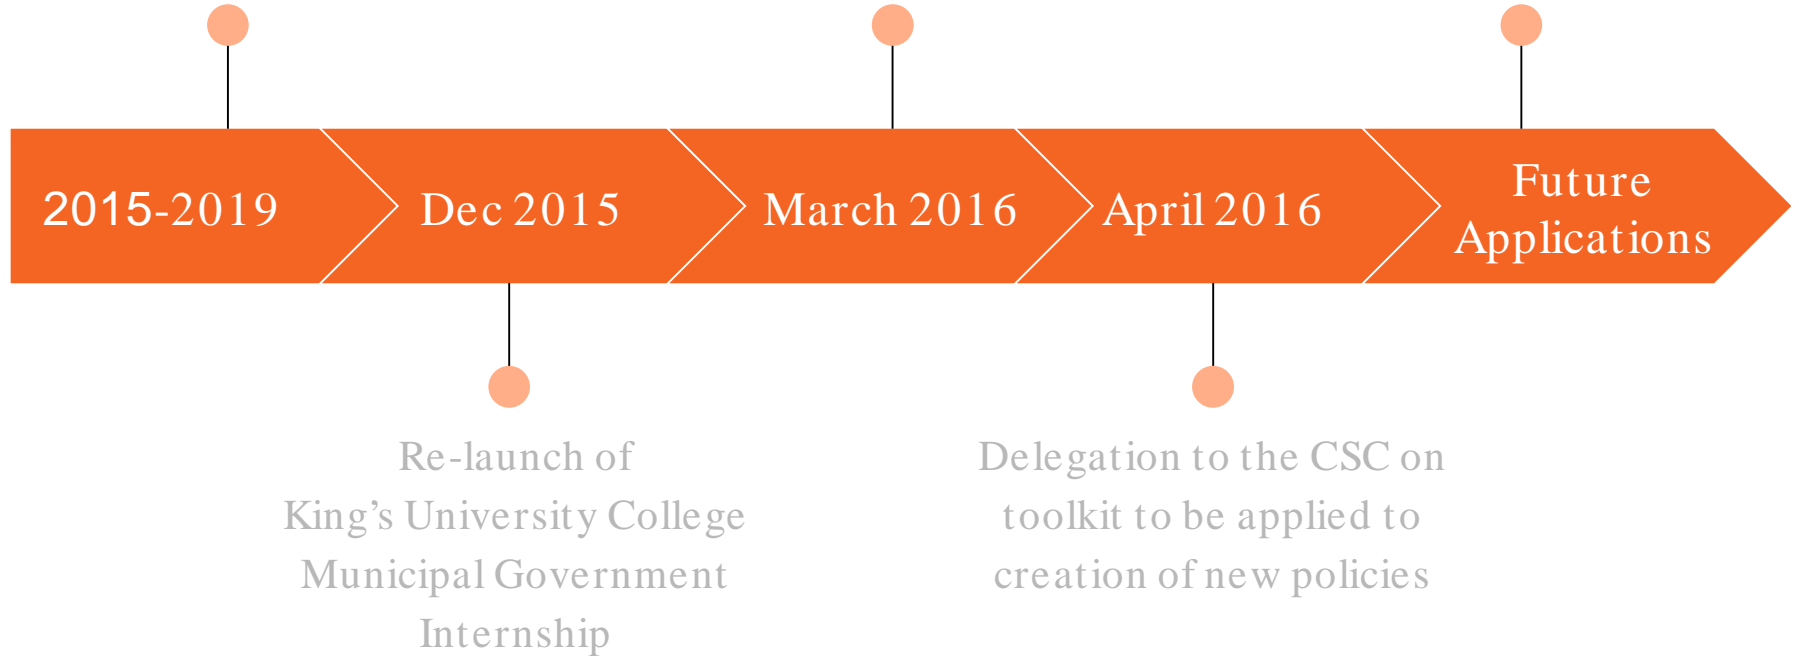 2015-2019
Dec 2015
March 2016
April 2016
Future
Applications
Re-launch of
King's University College
Municipal Government
Internship
Delegation to the CSC on
toolkit to be applied to
creation of new policies